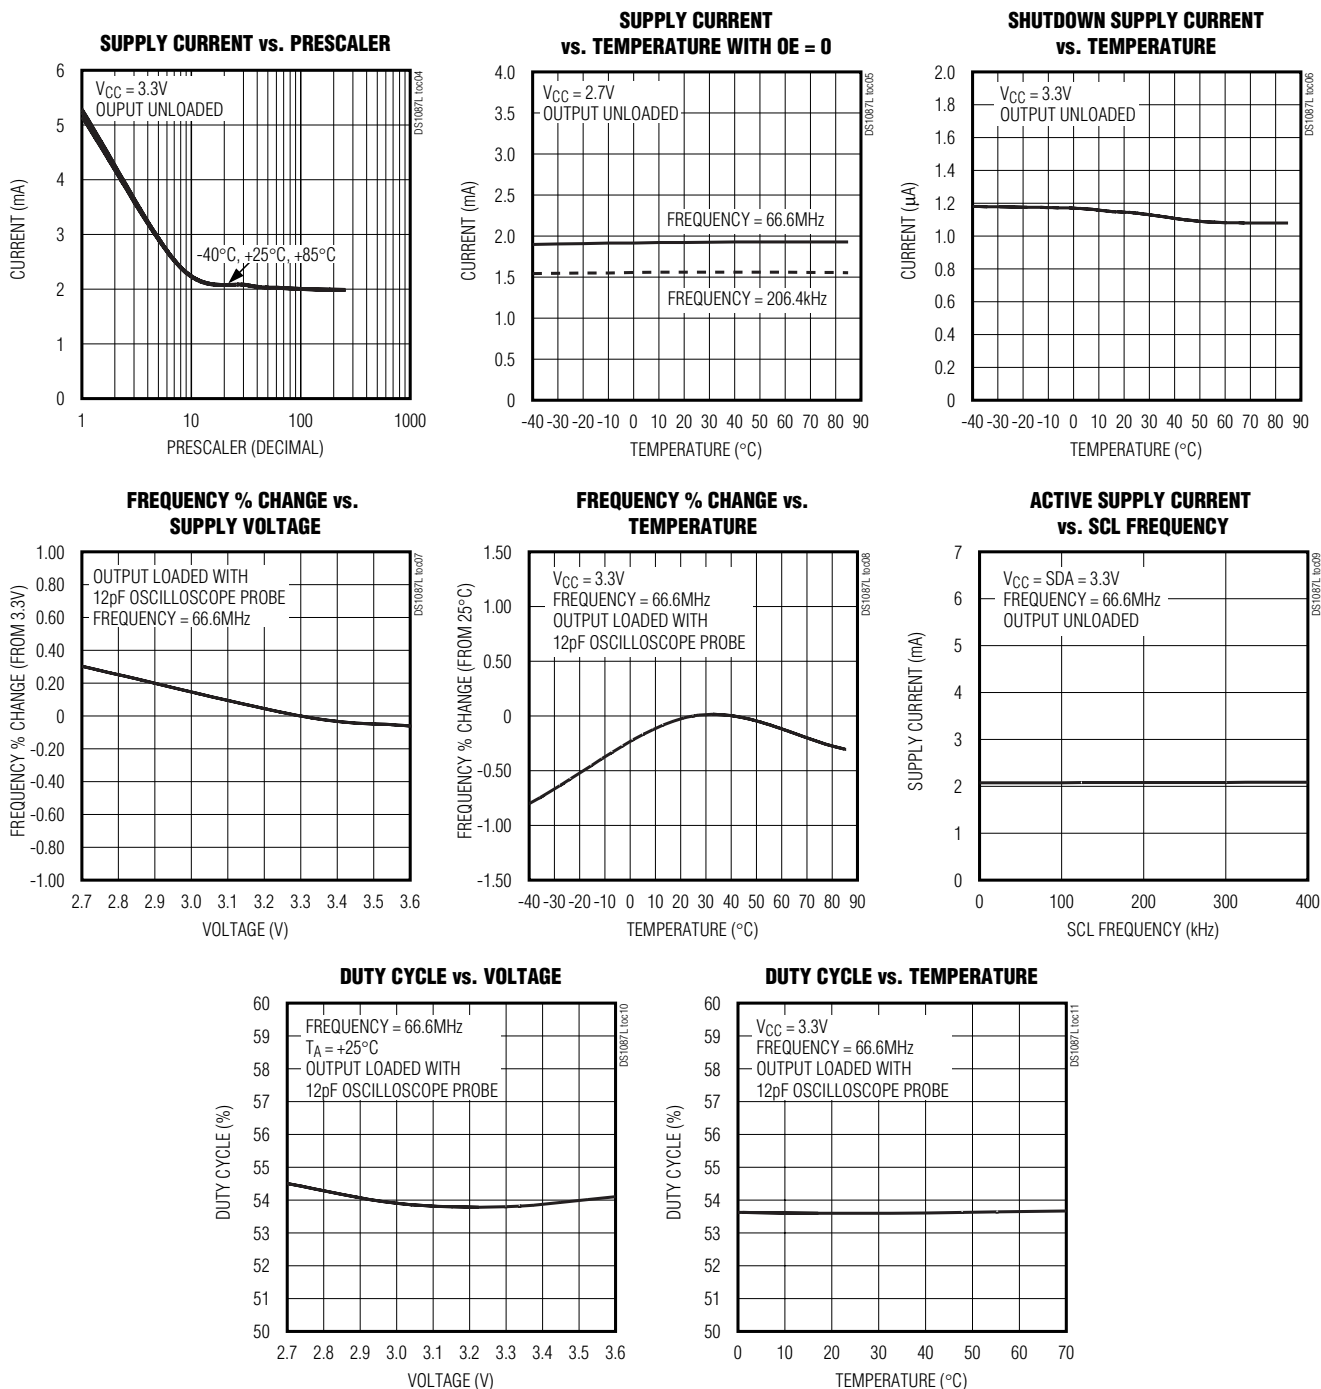 SUPPLY CURRENT vs. PRESCALER
6
5
4
3
2
1
0
CURRENT (mA)
VCC = 3.3V
OUPUT UNLOADED
-40°C, +25°C, +85°C
DS1087L toc04
1 10 100 1000
PRESCALER (DECIMAL)
SUPPLY CURRENT
vs. TEMPERATURE WITH OE = 0
4.0
3.5
3.0
2.5
2.0
1.5
1.0
0.5
0
CURRENT (mA)
VCC = 2.7V
OUTPUT UNLOADED
FREQUENCY = 66.6MHz
FREQUENCY = 206.4kHz
DS1087L toc05
-40 -30 -20 -10 0 10 20 30 40 50 60 70 80 90
TEMPERATURE (°C)
SHUTDOWN SUPPLY CURRENT
vs. TEMPERATURE
2.0
1.8
1.6
1.4
1.2
1.0
0.8
0.6
0.4
0.2
0
CURRENT (µA)
VCC = 3.3V
OUTPUT UNLOADED
DS1087L toc06
-40 -30 -20 -10 0 10 20 30 40 50 60 70 80 90
TEMPERATURE (°C)
FREQUENCY % CHANGE vs.
SUPPLY VOLTAGE
1.00
0.80
0.60
0.40
0.20
0
-0.20
-0.40
-0.60
-0.80
-1.00
FREQUENCY % CHANGE (FROM 3.3V)
OUTPUT LOADED WITH
12pF OSCILLOSCOPE PROBE
FREQUENCY = 66.6MHz
DS1087L toc07
2.7 2.8 2.9 3.0 3.1 3.2 3.3 3.4 3.5 3.6
VOLTAGE (V)
FREQUENCY % CHANGE vs.
TEMPERATURE
1.50
1.00
0.50
0
-0.50
-1.00
-1.50
FREQUENCY % CHANGE (FROM 25°C)
VCC = 3.3V
FREQUENCY = 66.6MHz
OUTPUT LOADED WITH
12pF OSCILLOSCOPE PROBE
DS1087L toc08
-40 -30 -20 -10 0 10 20 30 40 50 60 70 80 90
TEMPERATURE (°C)
ACTIVE SUPPLY CURRENT
vs. SCL FREQUENCY
7
6
5
4
3
2
1
0
SUPPLY CURRENT (mA)
VCC = SDA = 3.3V
FREQUENCY = 66.6MHz
OUTPUT UNLOADED
DS1087L toc09
0 100 200 300 400
SCL FREQUENCY (kHz)
DUTY CYCLE vs. VOLTAGE
60
59
58
57
56
55
54
53
52
51
50
DUTY CYCLE (%)
FREQUENCY = 66.6MHz
TA = +25°C
OUTPUT LOADED WITH
12pF OSCILLOSCOPE PROBE
DS1087L toc10
2.7 2.8 2.9 3.0 3.1 3.2 3.3 3.4 3.5 3.6
VOLTAGE (V)
DUTY CYCLE vs. TEMPERATURE
60
59
58
57
56
55
54
53
52
51
50
DUTY CYCLE (%)
VCC = 3.3V
FREQUENCY = 66.6MHz
OUTPUT LOADED WITH
12pF OSCILLOSCOPE PROBE
DS1087L toc11
0 10 20 30 40 50 60 70
TEMPERATURE (°C)